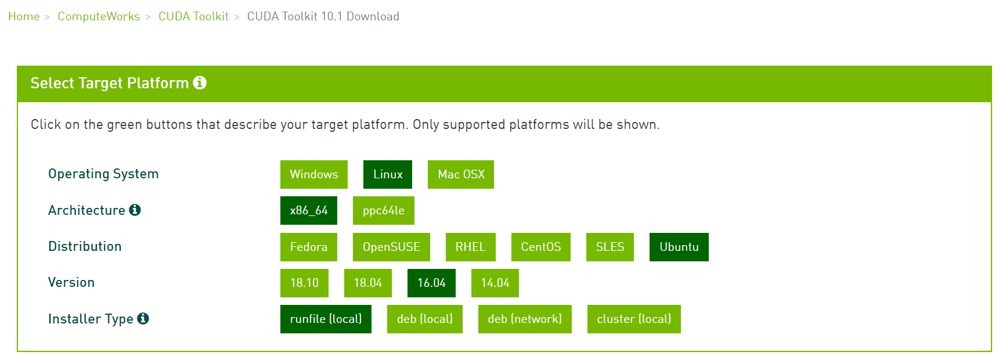 Home > ComputeWorks > CUDA Toolkit > CUDA Toolkit 10.1 Download
Select Target Platform
Click on the green buttons that describe your target platform. Only supported platforms will be shown.
Operating System Windows Linux Mac OSX
Architecture x86_64 ppc64le
Distribution Fedora OpenSUSE RHEL CentOS SLES Ubuntu
Version 18.10 18.04 16.04 14.04
Installer Type runfile (local) deb (local) deb (network) cluster (local)